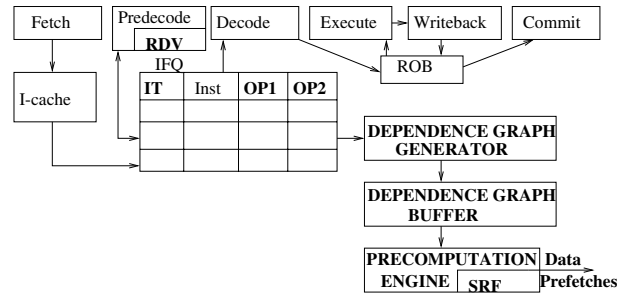 Fetch
Predecode
RDV
Decode
Execute
Writeback
Commit
ROB
IFQ
I-cache
IT Inst OP1 OP2
DEPENDENCE GRAPH
GENERATOR
DEPENDENCE GRAPH
BUFFER
PRECOMPUTATION
ENGINE
SRF
Data
Prefetches